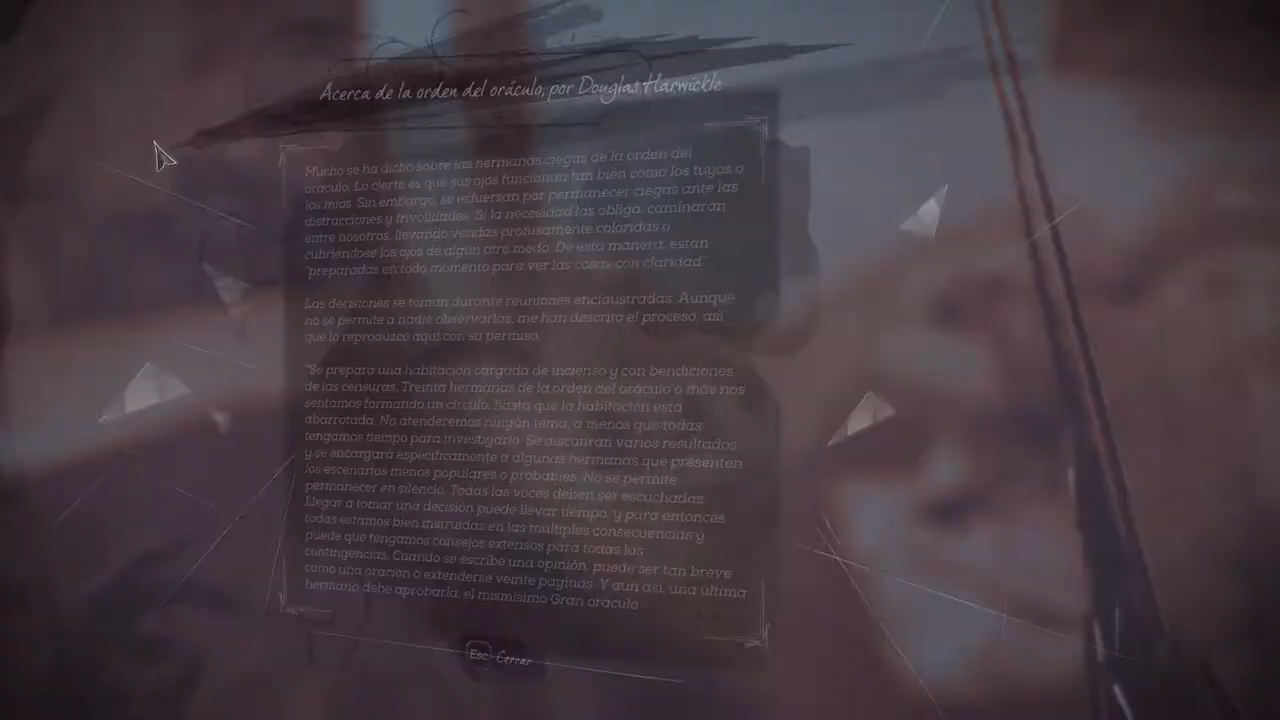 Acerca de la orden del oráculo, por Douglas Harwickle
Mucho se ha dicho sobre las hermanas ciegas de la orden del
oráculo. Lo cierto es que sus ojos funcionan tan bien como los tuyos o
los míos. Sin embargo, se esfuerzan por permanecer ciegas ante las
distracciones y frivolidades. Si la necesidad las obliga, caminarán
entre nosotros, llevando vendas profusamente coloridas o
cubriéndose los ojos de algún otro modo. De esta manera, están
"preparadas en todo momento para ver las cosas con claridad".
Las decisiones se toman durante reuniones enclaustradas. Aunque
no se permite a nadie observarlas, me han descrito el proceso, así
que lo reproduzco aquí con su permiso.
"Se prepara una habitación cargada de incienso y con bendiciones
de las censuras. Treinta hermanas de la orden del oráculo o más nos
sentamos formando un círculo, hasta que la habitación está
abarrotada. No atenderemos ningún tema, a menos que todas
tengamos tiempo para investigarlo. Se discutirán varios resultados
y se encargará específicamente a algunas hermanas que presenten
los escenarios menos populares o probables. No se permite
permanecer en silencio. Todas las voces deben ser escuchadas.
Llegar a tomar una decisión puede llevar tiempo, y para entonces
todas estamos bien instruidas en las múltiples consecuencias y
puede que tengamos consejos extensos para todas las
contingencias. Cuando se escribe una opinión, puede ser tan breve
como una oración o extenderse veinte páginas. Y aun así, una última
hermana debe aprobarla: el mismísimo Gran oráculo
Esc Cerrar